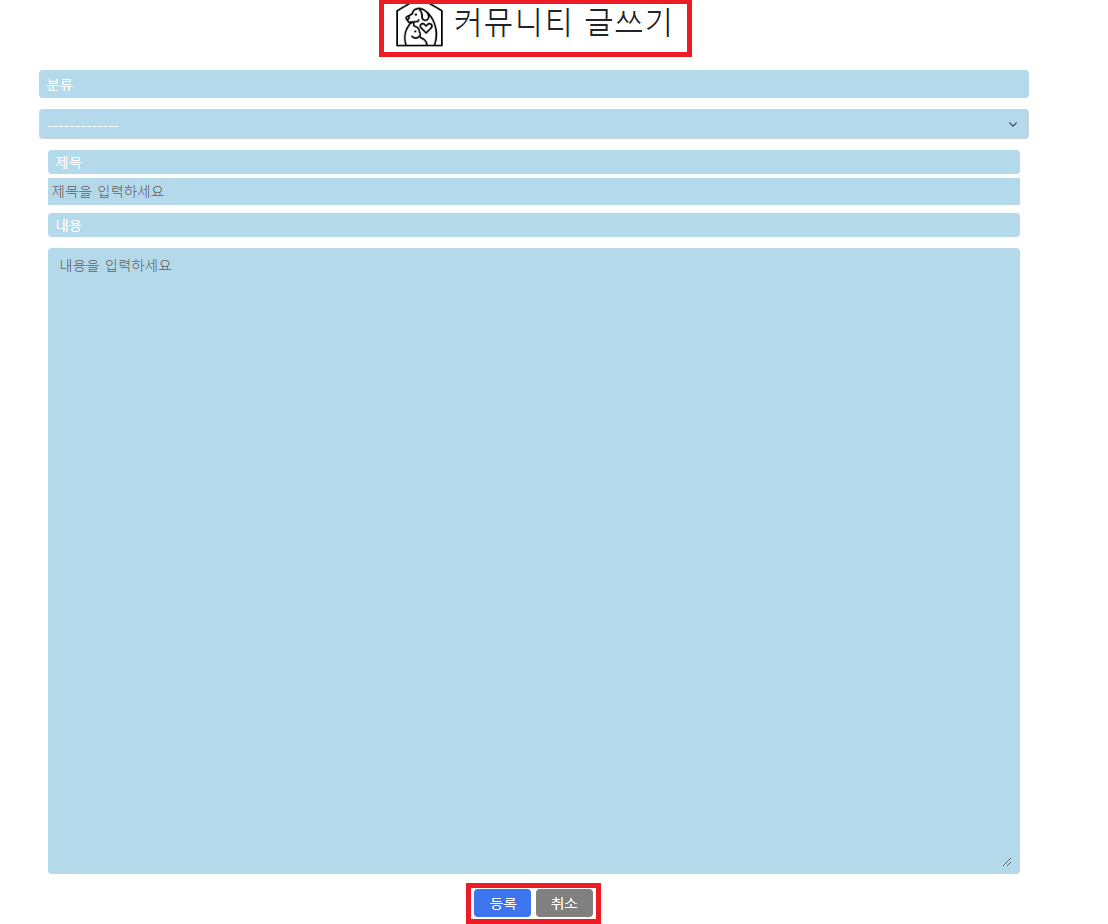 커뮤니티 글쓰기
분류
-------------
제목
제목을 입력하세요
내용
내용을 입력하세요
등록 취소